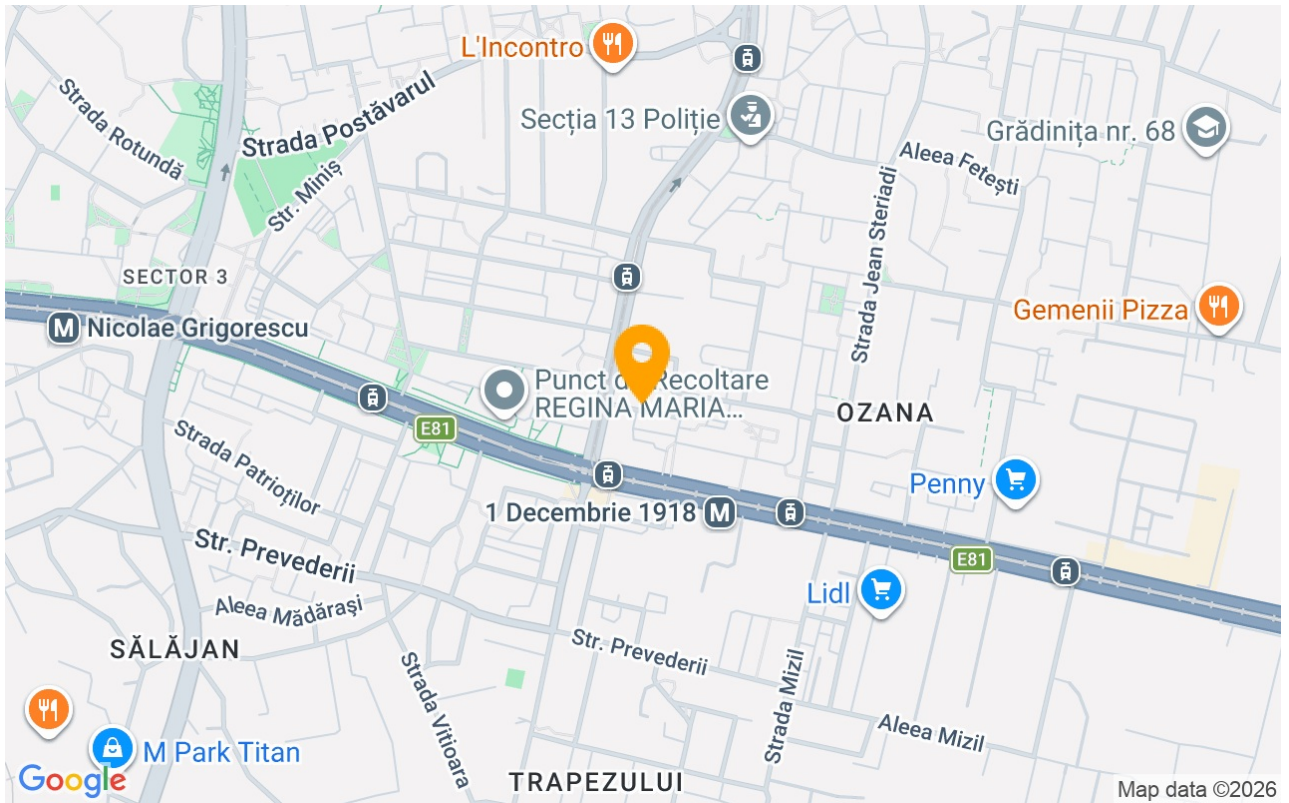 L'Incontro
Strada Rotundă
Strada Postăvarul
Secția 13 Poliție
Grădinița nr. 68
Aleea Fetești
Str. Miniș
Strada Jean Steriadi
SECTOR 3
M Nicolae Grigorescu
Gemenii Pizza
Punct d Recoltare
REGINA MARIA...
OZANA
E81
Strada Patrioților
Penny
1 Decembrie 1918 M
Str. Prevederii
E81
Lidl
Aleea Mădărași
SĂLĂJAN
Str. Prevederii
Strada Vitioara
Strada Mizil
Aleea Mizil
M Park Titan
TRAPEZULUI
Google
Map data ©2026